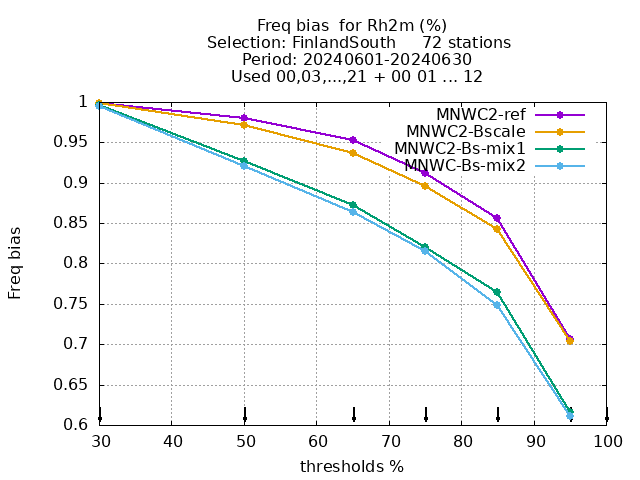 Freq bias  for Rh2m (%)
Selection: FinlandSouth     72 stations
Period: 20240601-20240630
Used 00,03,...,21 + 00 01 ... 12
MNWC2-ref
MNWC2-Bscale
MNWC2-Bs-mix1
MNWC-Bs-mix2
1
0.95
0.9
0.85
0.8
0.75
0.7
0.65
0.6
Freq bias
30 40 50 60 70 80 90 100
thresholds %